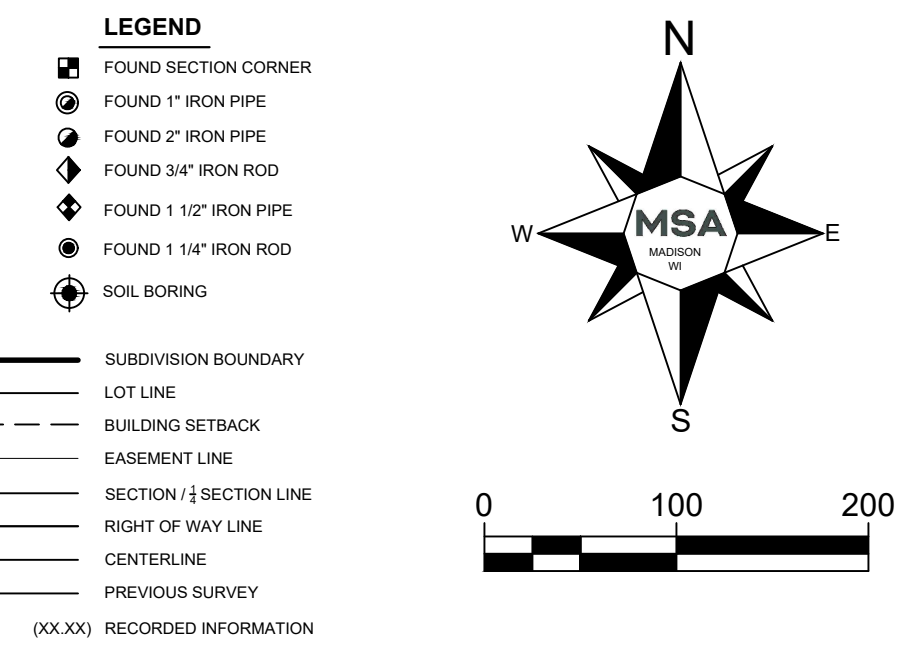 LEGEND
FOUND SECTION CORNER
FOUND 1" IRON PIPE
FOUND 2" IRON PIPE
FOUND 3/4" IRON ROD
FOUND 1 1/2" IRON PIPE
FOUND 1 1/4" IRON ROD
SOIL BORING
SUBDIVISION BOUNDARY
LOT LINE
BUILDING SETBACK
EASEMENT LINE
SECTION / 1/4 SECTION LINE
RIGHT OF WAY LINE
CENTERLINE
PREVIOUS SURVEY
(XX.XX) RECORDED INFORMATION
N
W
MSA
MADISON
WI
E
S
0 100 200